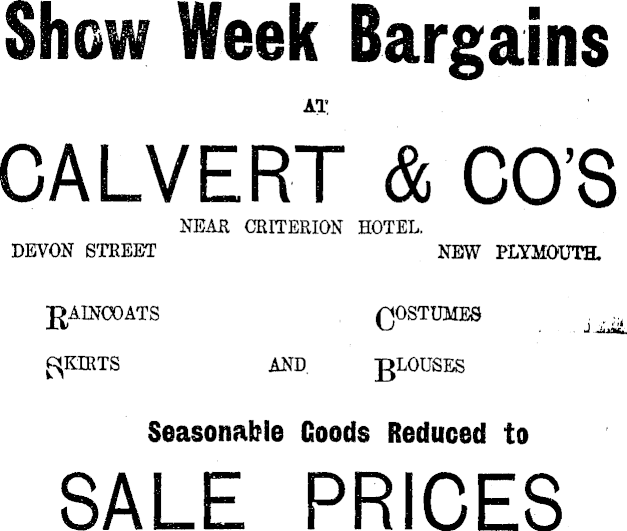 Show Week Bargains
AT
CALVERT & CO'S
NEAR CRITERION HOTEL.
DEVON STREET NEW PLYMOUTH.
RAINCOATS COSTUMES
SKIRTS AND BLOUSES
Seasonable Goods Reduced to
SALE PRICES